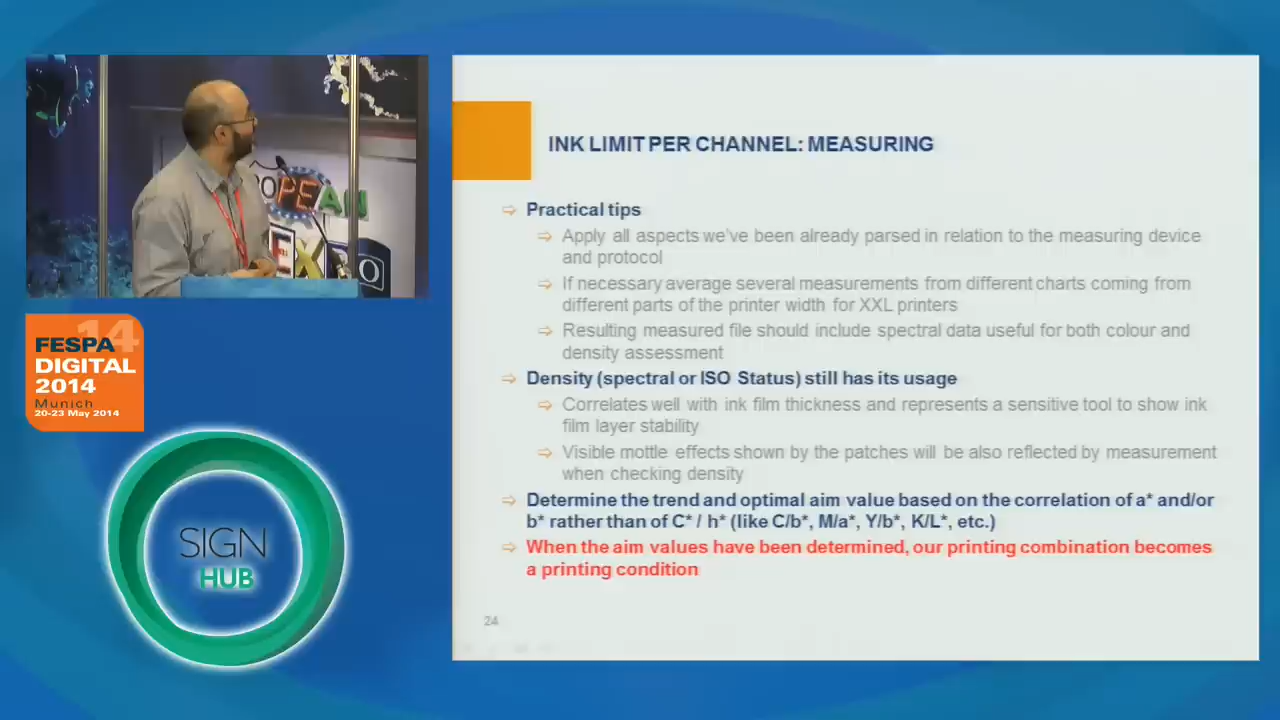 INK LIMIT PER CHANNEL: MEASURING
Practical tips
Apply all aspects we've been already parsed in relation to the measuring device
and protocol
If necessary average several measurements from different charts coming from
different parts of the printer width for XXL printers
Resulting measured file should include spectral data useful for both colour and
density assessment
Density (spectral or ISO Status) still has its usage
Correlates well with ink film thickness and represents a sensitive tool to show ink
film layer stability
Visible mottle effects shown by the patches will be also reflected by measurement
when checking density
Determine the trend and optimal aim value based on the correlation of a* and/or
b* rather than of C* / h* (like C/b*, M/a*, Y/b*, K/L*, etc.)
When the aim values have been determined, our printing combination becomes
a printing condition
24
OPEAN
EXPO
14
FESPA
DIGITAL
2014
Munich
20-23 May 2014
SIGN
HUB